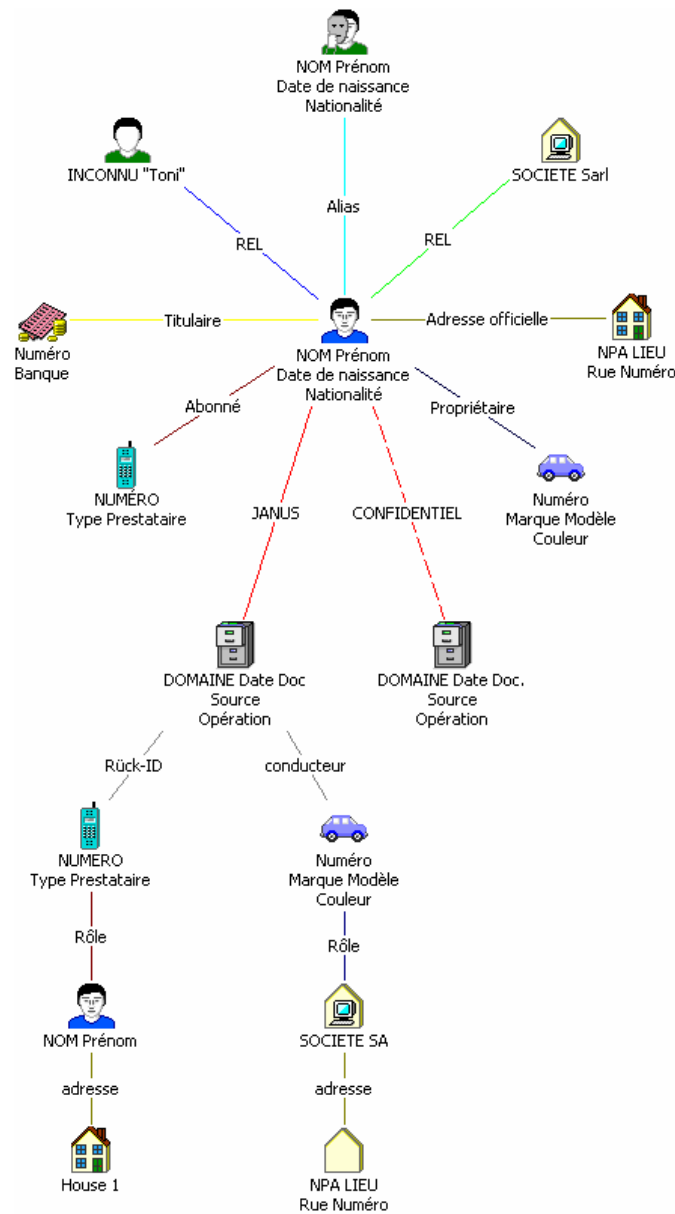 NOM Prénom
Date de naissance
Nationalité
INCONNU "Toni"
SOCIETE Sarl
Alias
REL
REL
Titulaire
Adresse officielle
Numéro
Banque
NOM Prénom
Date de naissance
Nationalité
NPA LIEU
Rue Numéro
Abonné
Propriétaire
NUMÉRO
Type Prestataire
Numéro
Marque Modèle
Couleur
JANUS
CONFIDENTIEL
DOMAINE Date Doc
Source
Opération
DOMAINE Date Doc.
Source
Opération
Rück-ID
conducteur
NUMERO
Type Prestataire
Numéro
Marque Modèle
Couleur
Rôle
Rôle
NOM Prénom
SOCIETE SA
adresse
adresse
House 1
NPA LIEU
Rue Numéro